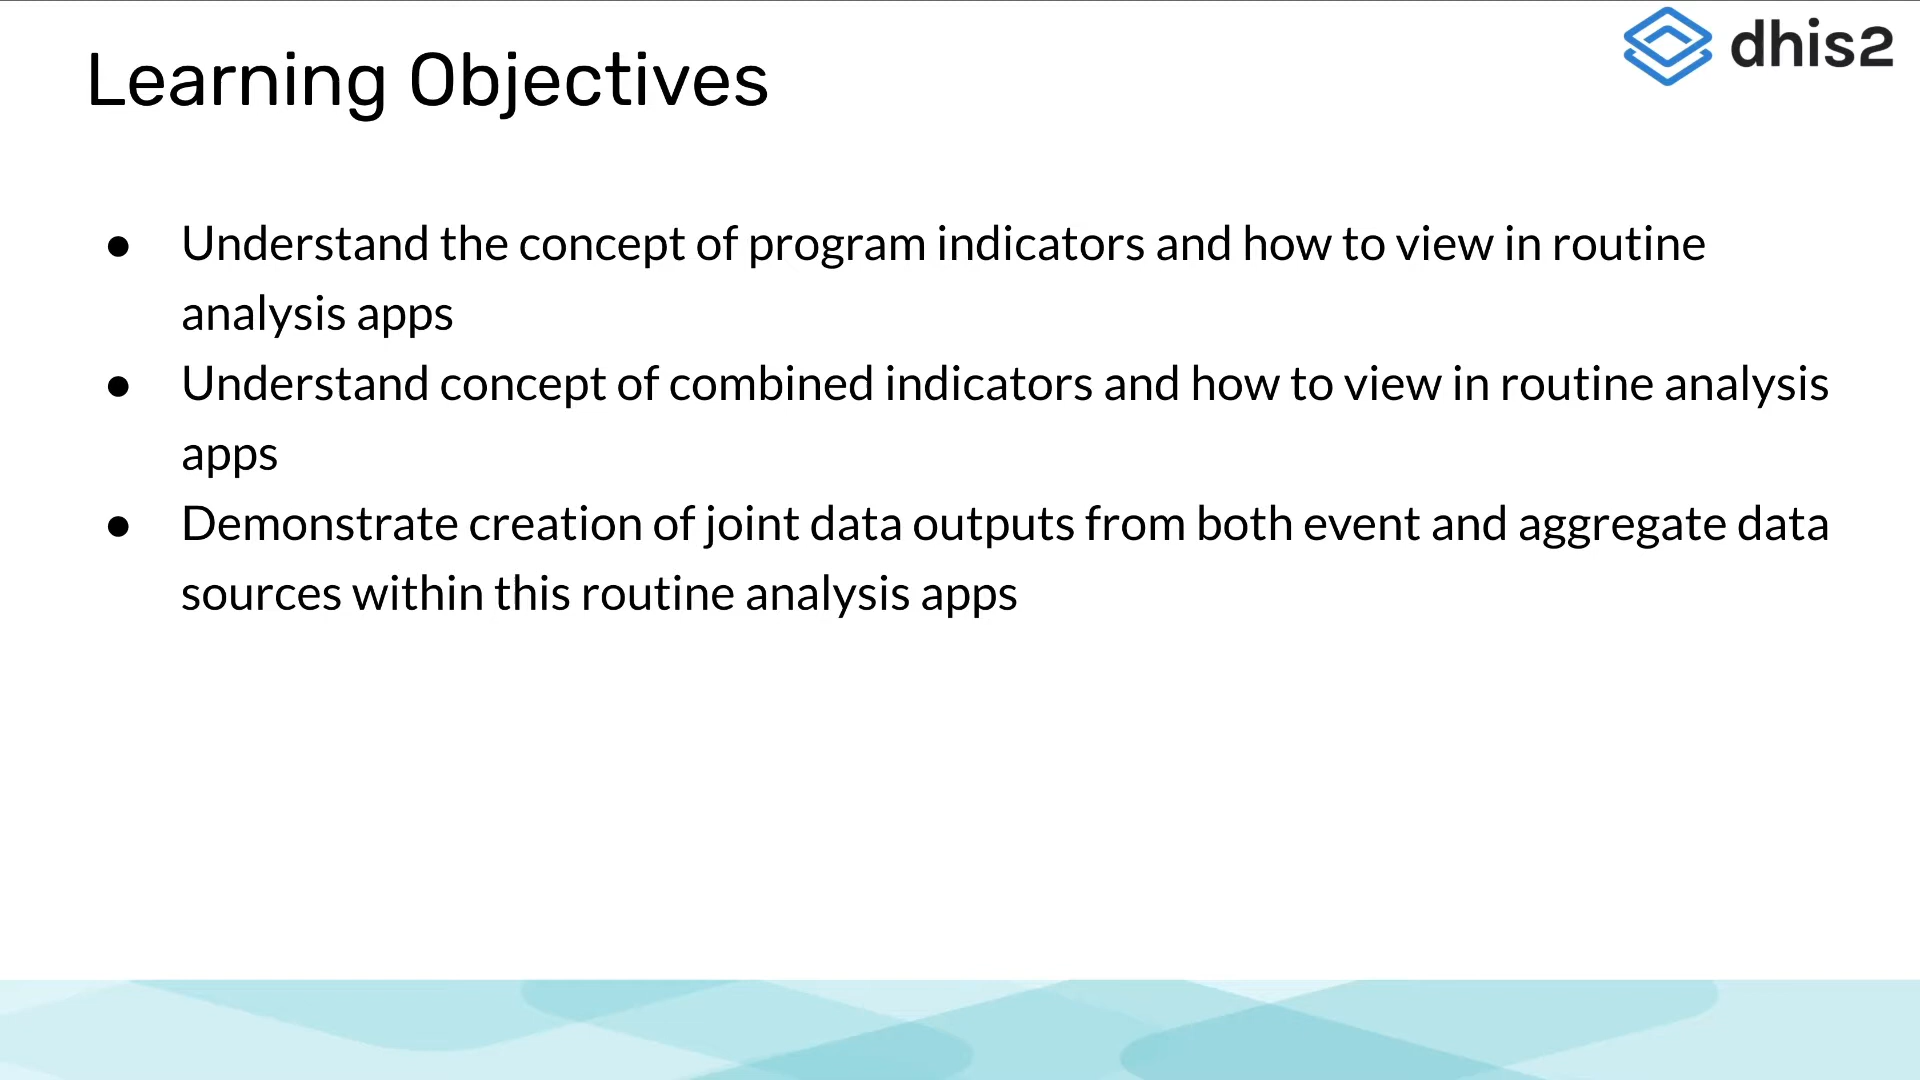 dhis2
Learning Objectives
● Understand the concept of program indicators and how to view in routine
analysis apps
● Understand concept of combined indicators and how to view in routine analysis
apps
● Demonstrate creation of joint data outputs from both event and aggregate data
sources within this routine analysis apps